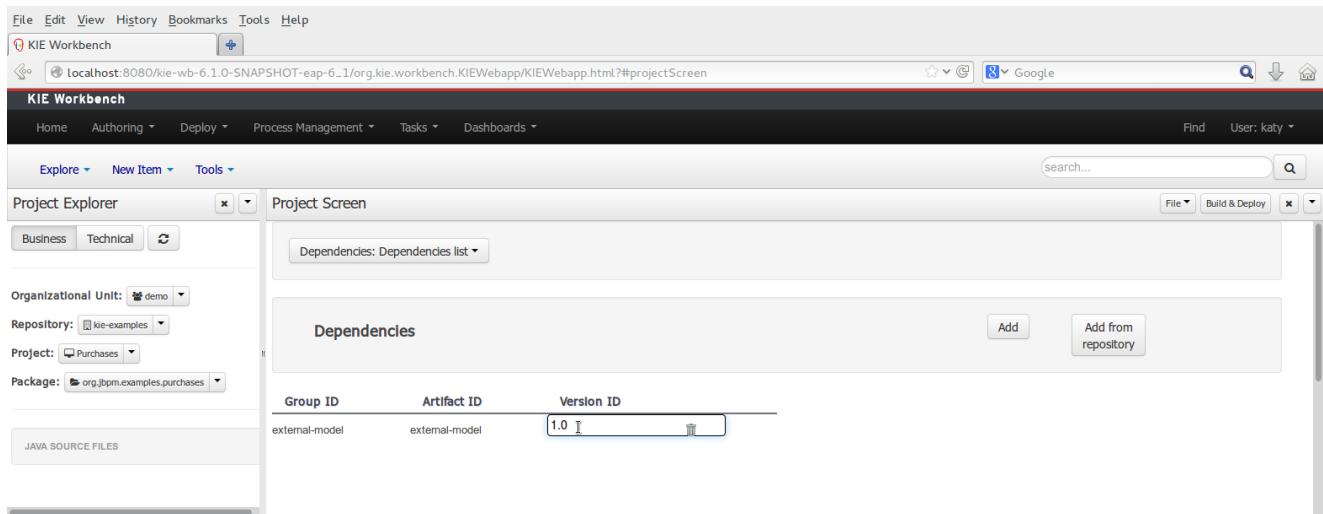 File Edit View History Bookmarks Tools Help
KIE Workbench
localhost:8080/kie-wb-6.1.0-SNAPSHOT-eap-6_1/org.kie.workbench.KIEWebapp/KIEWebapp.html?#projectScreen
Google
KIE Workbench
Home Authoring Deploy Process Management Tasks Dashboards Find User: katy
Explore New Item Tools search...
Project Explorer
Project Screen File Build & Deploy
Business Technical
Dependencies: Dependencies list
Organizational Unit: demo
Repository: kie-examples
Project: Purchases
Package: org.jbpm.examples.purchases
JAVA SOURCE FILES
Dependencies
Add
Add from
repository
Group ID Artifact ID Version ID
external-model external-model 1.0